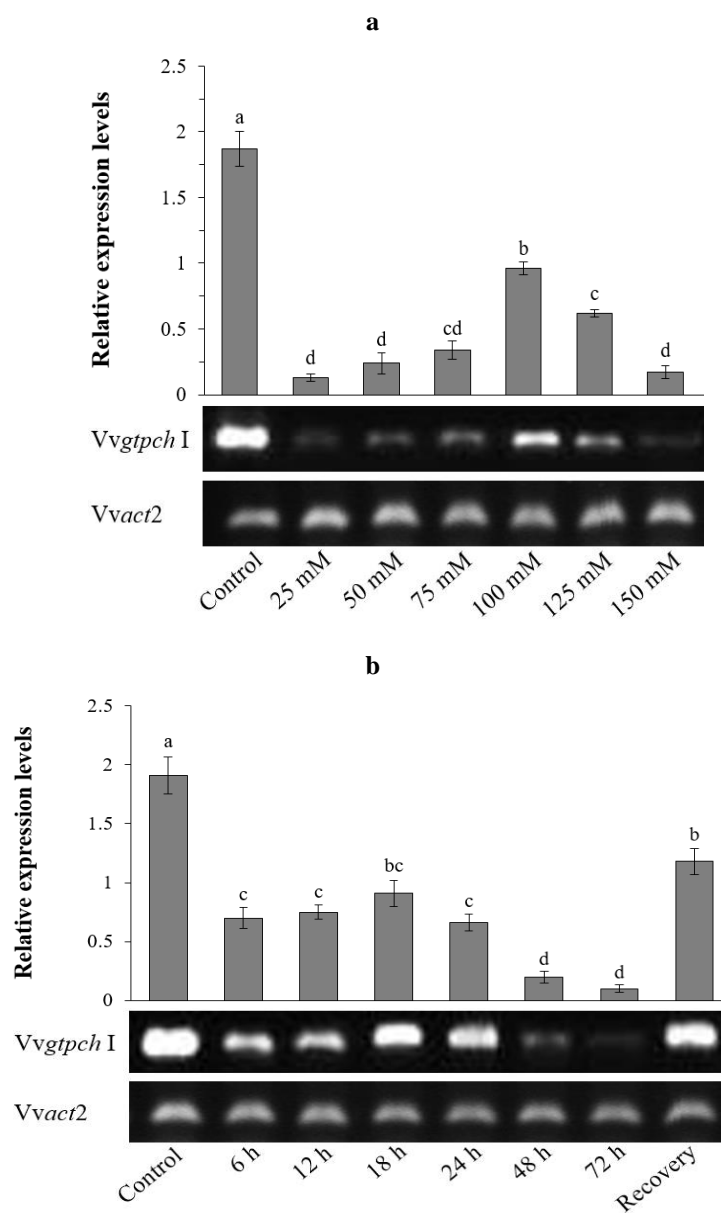 a
Relative expression levels
2.5
2
1.5
1
0.5
0
a
d
d
cd
b
c
d
Vvgtpch I
Vvact2
Control
25 mM
50 mM
75 mM
100 mM
125 mM
150 mM
b
Relative expression levels
2.5
2
1.5
1
0.5
0
a
c
c
bc
c
d
d
b
Vvgtpch I
Vvact2
Control
6 h
12 h
18 h
24 h
48 h
72 h
Recovery